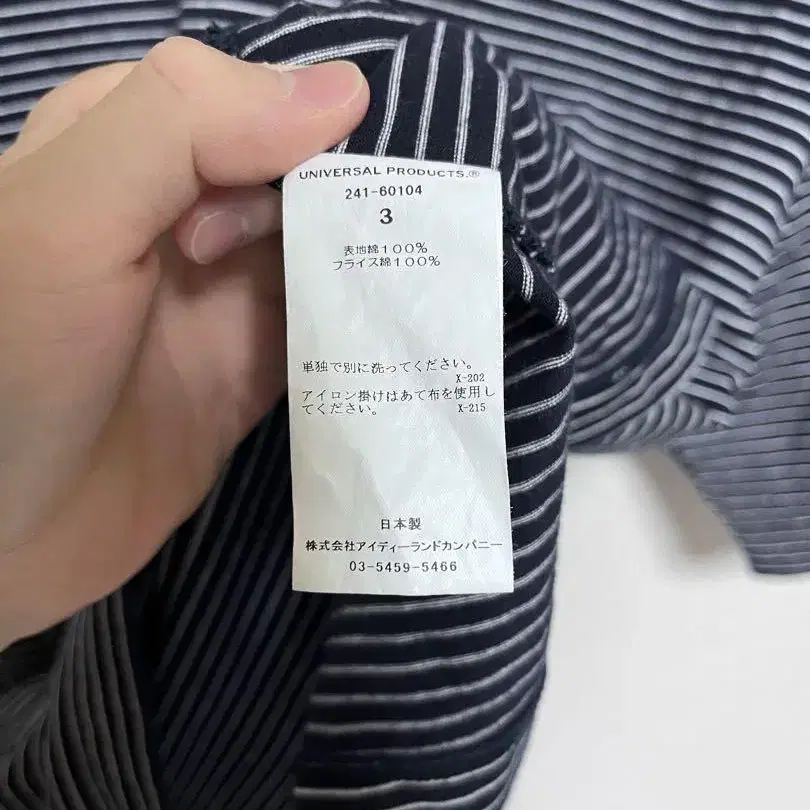 UNIVERSAL PRODUCTS.®
241-60104
3
表地綿100%
フライス綿100%
単独で別に洗ってください。
X-202
アイロン掛けはあて布を使用し
てください。 X-215
日本製
株式会社アイディーランドカンパニー
03-5459-5466